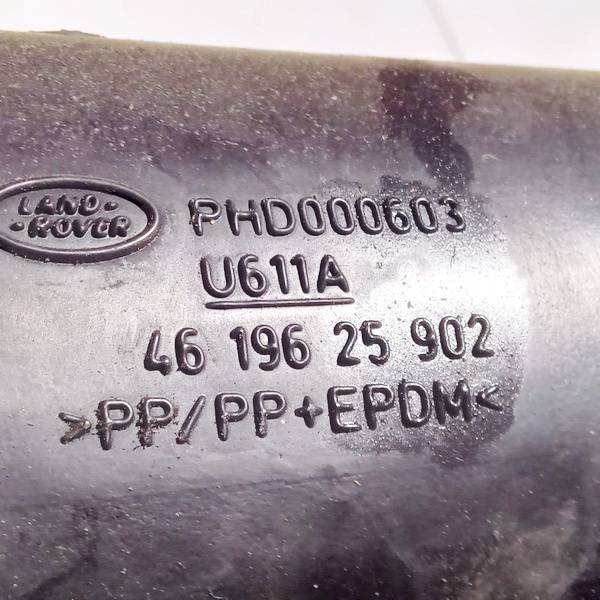 LAND-
-ROVER
PHD000603
U611A
46 196 25 902
>PP/PP+EPDM<